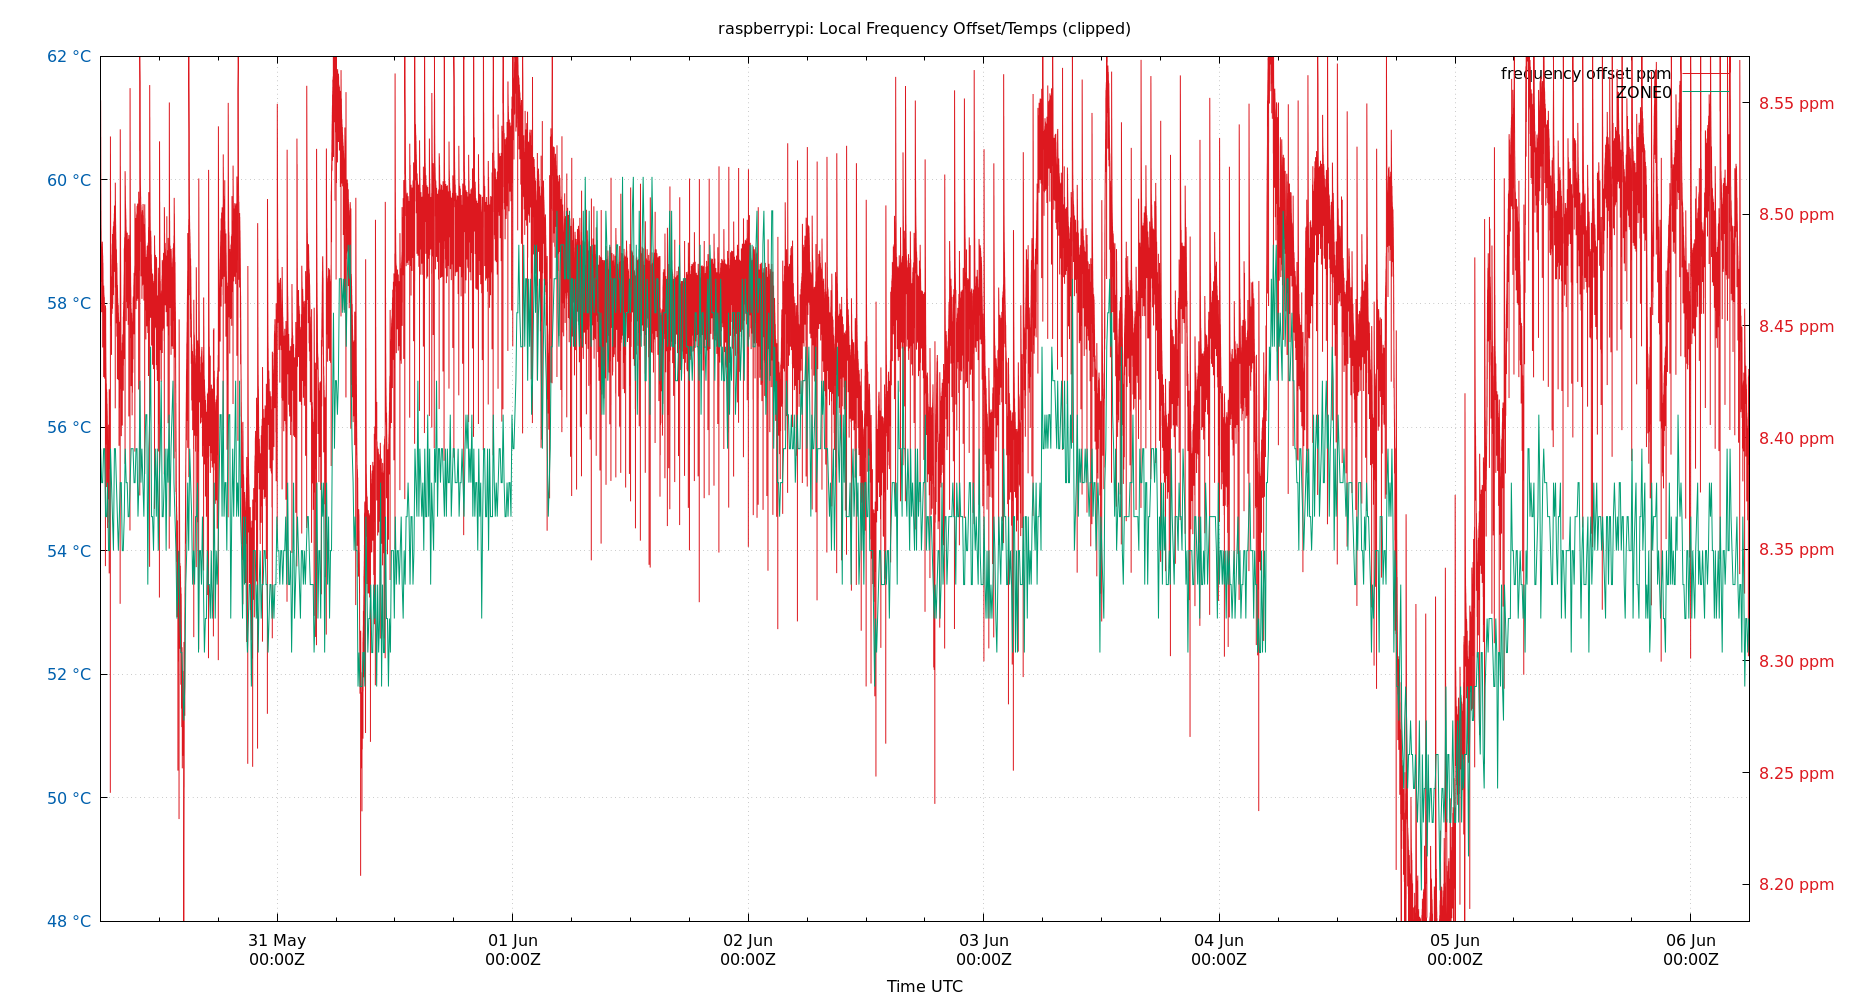 raspberrypi: Local Frequency Offset/Temps (clipped)
62 °C
60 °C
58 °C
56 °C
54 °C
52 °C
50 °C
48 °C
frequency offset ppm
ZONE0
8.55 ppm
8.50 ppm
8.45 ppm
8.40 ppm
8.35 ppm
8.30 ppm
8.25 ppm
8.20 ppm
31 May 01 Jun 02 Jun 03 Jun 04 Jun 05 Jun 06 Jun
00:00Z 00:00Z 00:00Z 00:00Z 00:00Z 00:00Z 00:00Z
Time UTC